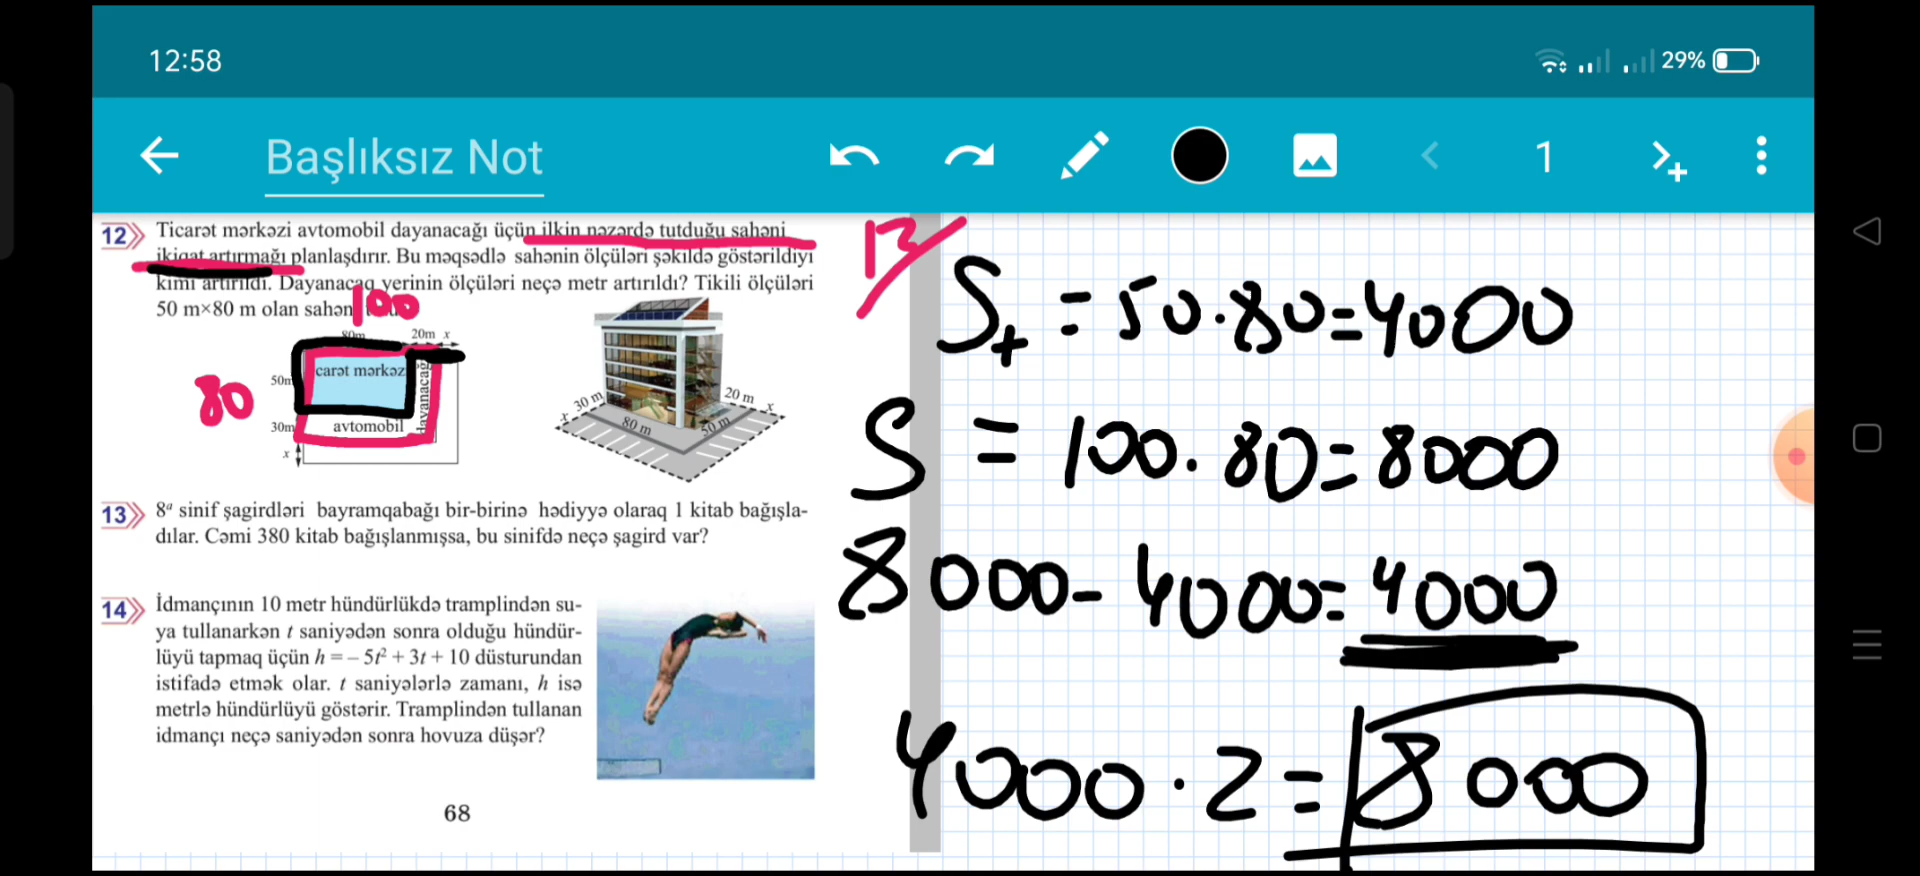 12:58
29%
Başlıksız Not
1
12 Ticarət mərkəzi avtomobil dayanacağı üçün ilkin nəzərdə tutduğu sahəni
ikiqat artırmağı planlaşdırır. Bu məqsədlə sahənin ölçüləri şəkildə göstərildiyi
kimi artırıldı. Dayanacaq yerinin ölçüləri neçə metr artırıldı? Tikili ölçüləri
50 m×80 m olan sahən
100
80m 20m x
carət mərkəz
50m
80
dayanacağ
30m
avtomobil
x
30 m
x
80 m
50 m
20 m
x
13 8ᵃ sinif şagirdləri bayramqabağı bir-birinə hədiyyə olaraq 1 kitab bağışla-
dılar. Cəmi 380 kitab bağışlanmışsa, bu sinifdə neçə şagird var?
14 İdmançının 10 metr hündürlükdə tramplindən su-
ya tullanarkən t saniyədən sonra olduğu hündür-
lüyü tapmaq üçün h = – 5t² + 3t + 10 düsturundan
istifadə etmək olar. t saniyələrlə zamanı, h isə
metrlə hündürlüyü göstərir. Tramplindən tullanan
idmançı neçə saniyədən sonra hovuza düşər?
68
12
S+ = 50.80=4000
S = 100.80=8000
8000-4000=4000
4000.2=8000